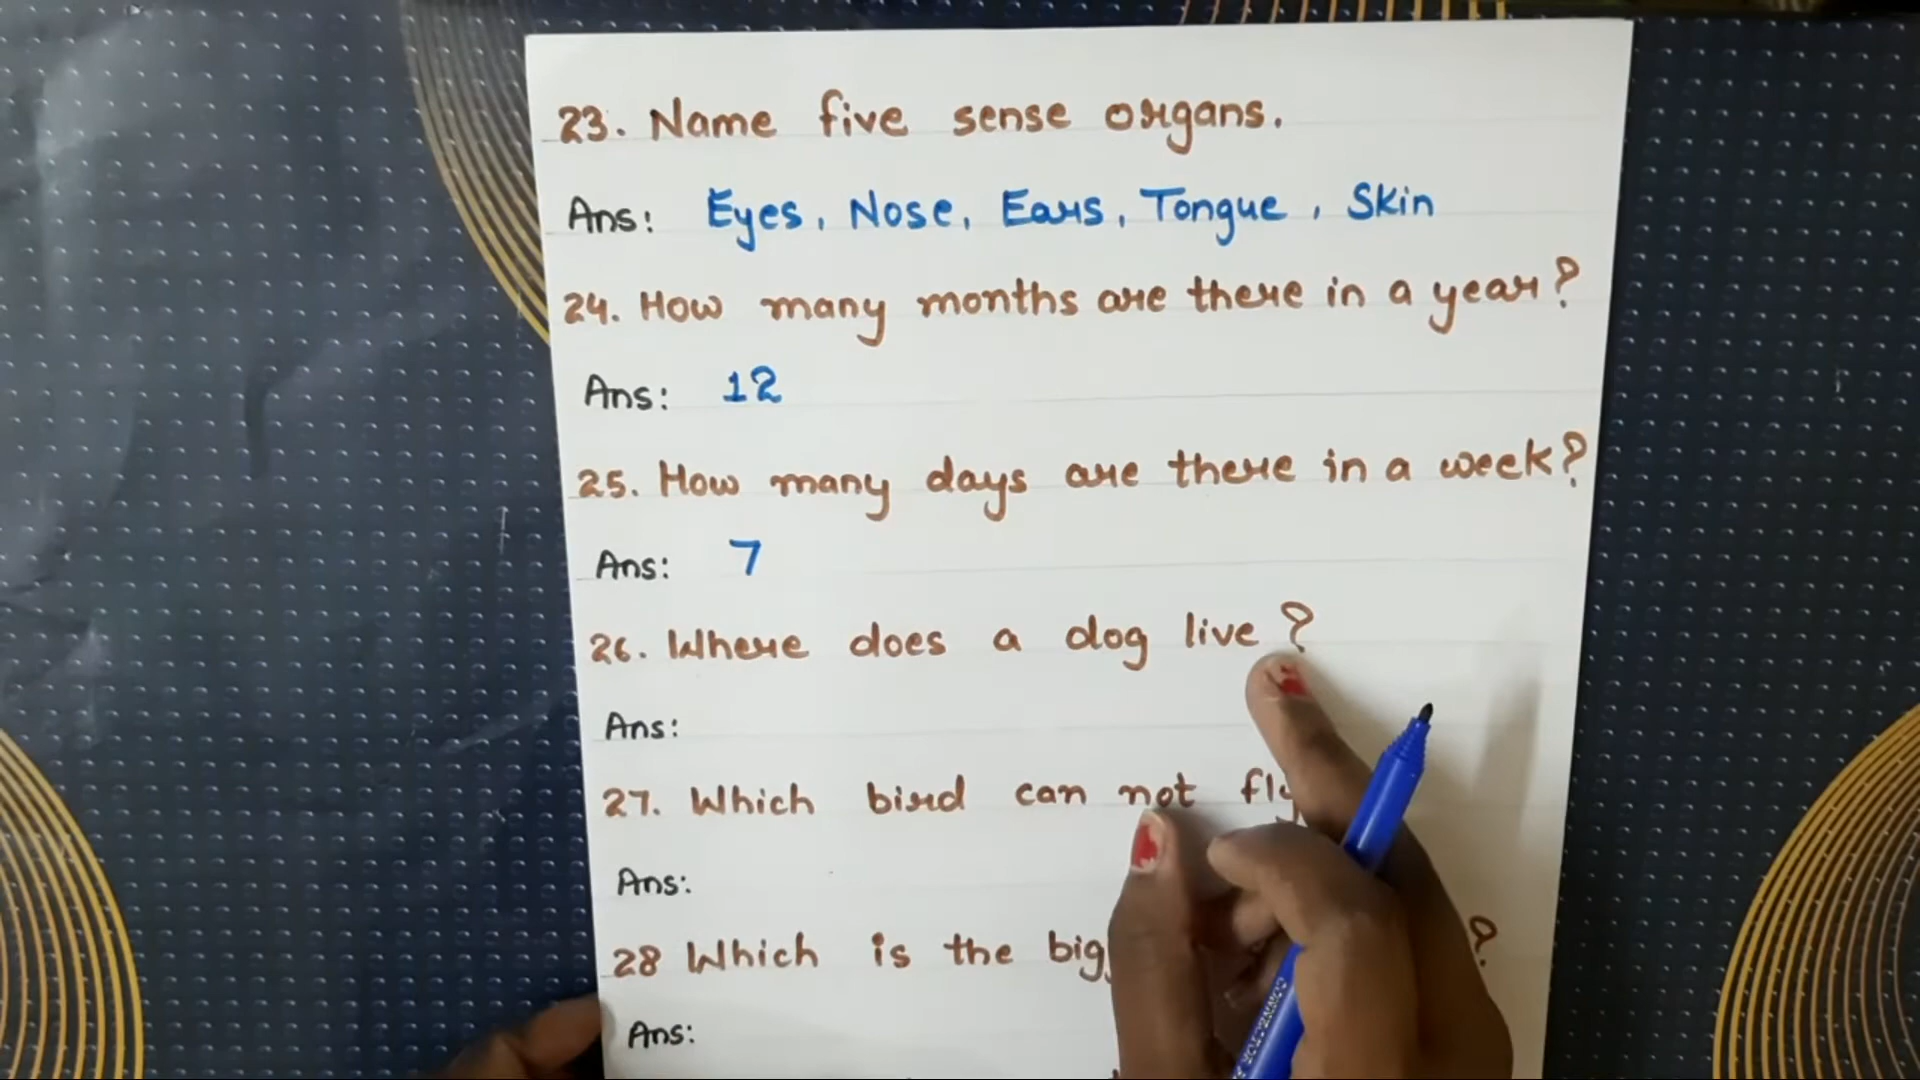 23. Name five sense organs.
Ans: Eyes, Nose, Ears, Tongue, Skin
24. How many months are there in a year?
Ans: 12
25. How many days are there in a week?
Ans: 7
26. Where does a dog live?
Ans:
27. Which bird can not fly
Ans:
28 Which is the ?
Ans: